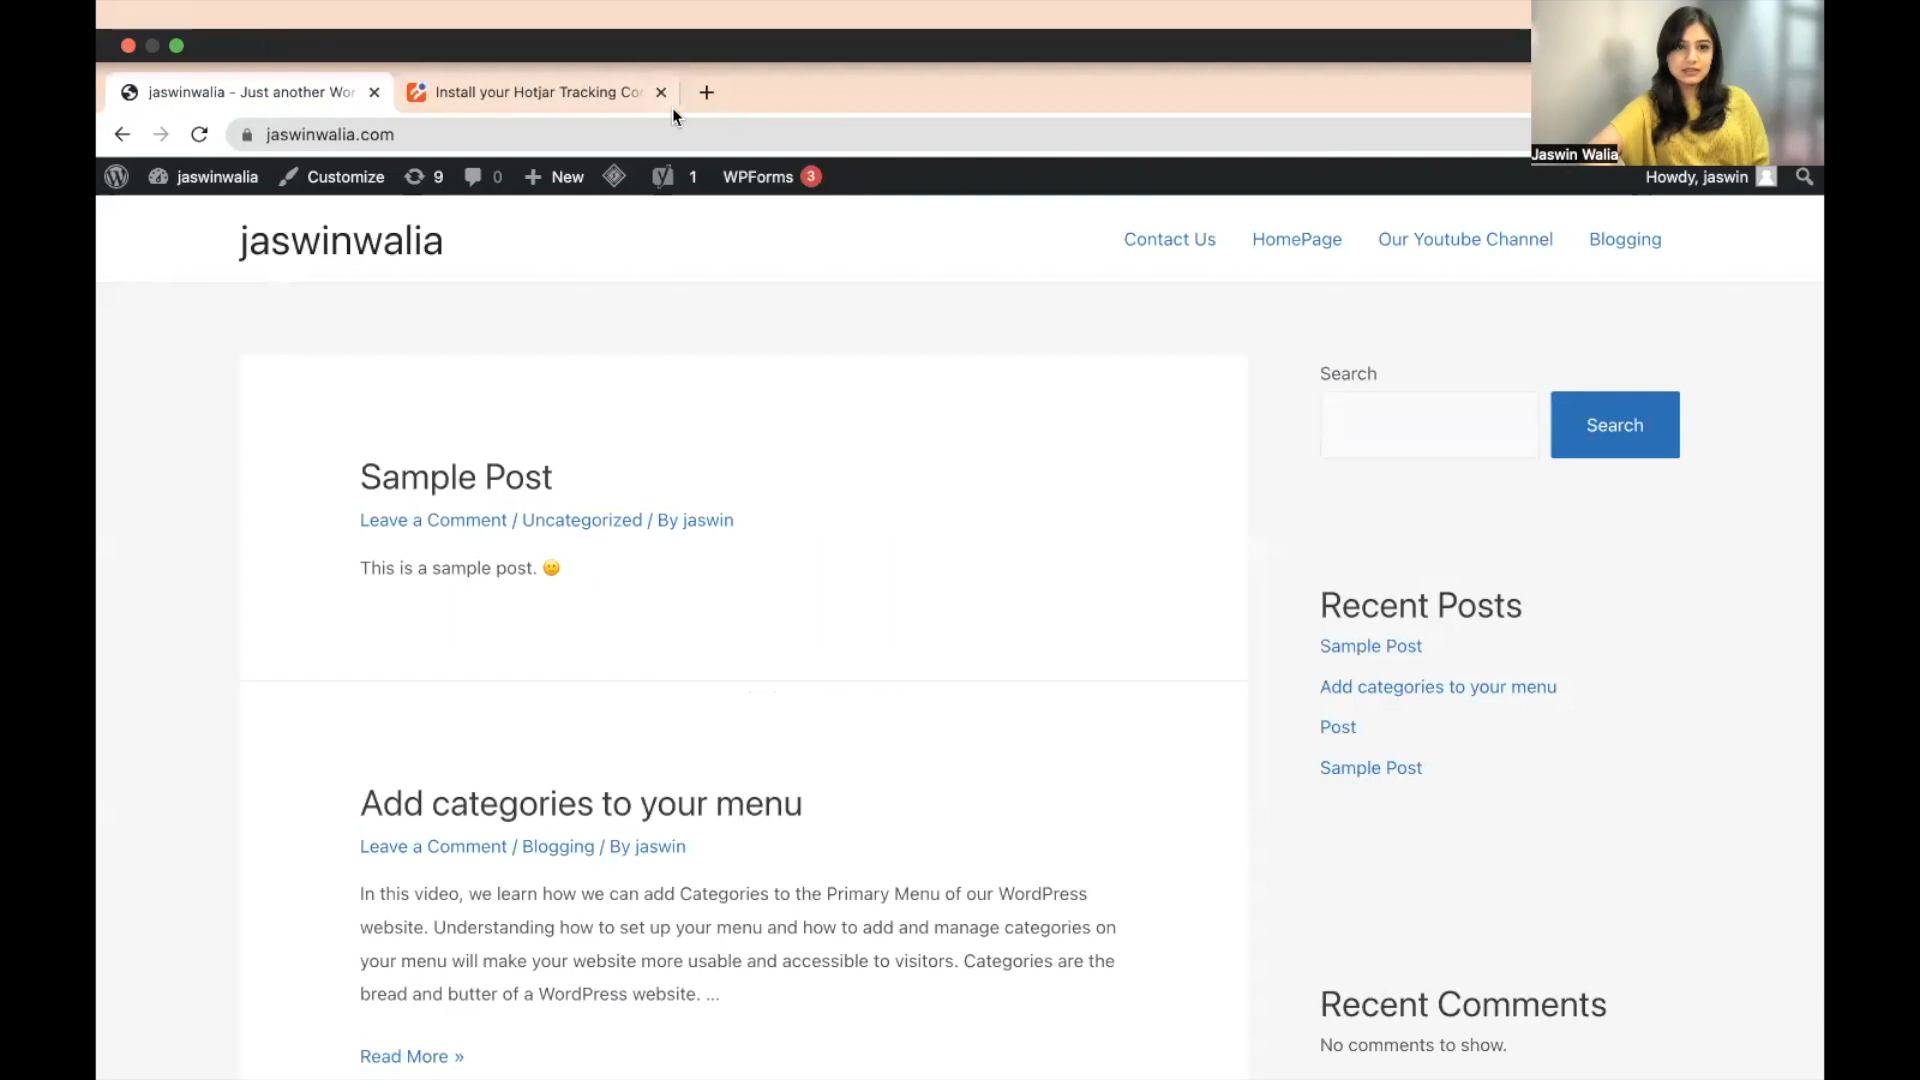 jaswinwalia - Just another Wor
Install your Hotjar Tracking Co
jaswinwalia.com
Jaswin Walia
jaswinwalia Customize 9 0 New 1 WPForms 3 Howdy, jaswin
jaswinwalia
Contact Us HomePage Our Youtube Channel Blogging
Sample Post
Leave a Comment / Uncategorized / By jaswin
This is a sample post. 🙂
Add categories to your menu
Leave a Comment / Blogging / By jaswin
In this video, we learn how we can add Categories to the Primary Menu of our WordPress
website. Understanding how to set up your menu and how to add and manage categories on
your menu will make your website more usable and accessible to visitors. Categories are the
bread and butter of a WordPress website. ...
Read More »
Search
Search
Recent Posts
Sample Post
Add categories to your menu
Post
Sample Post
Recent Comments
No comments to show.